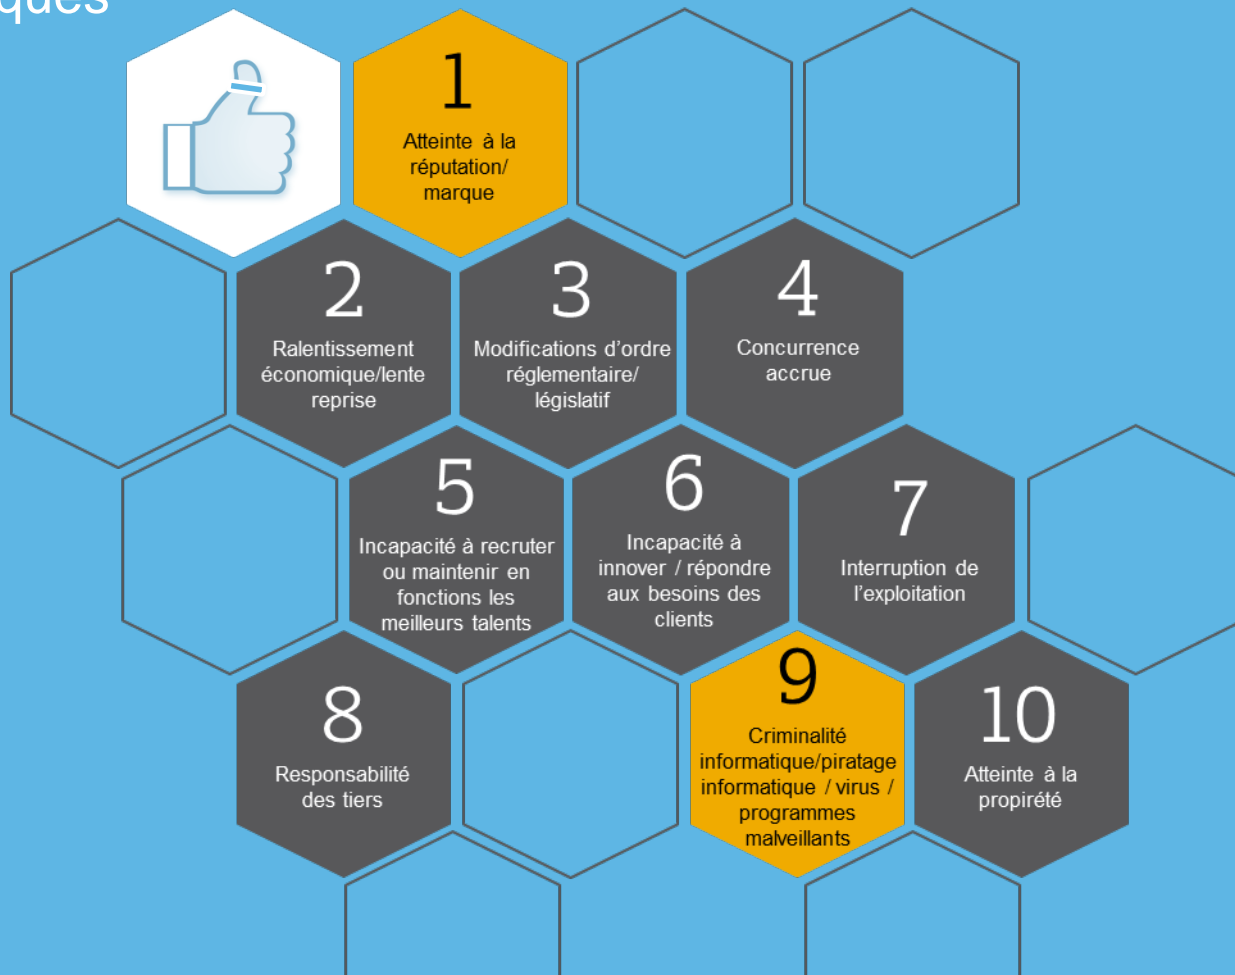 ques
1
Atteinte à la
réputation/
marque
2
Ralentissement
économique/lente
reprise
3
Modifications d'ordre
réglementaire/
législatif
4
Concurrence
accrue
5
Incapacité à recruter
ou maintenir en
fonctions les
meilleurs talents
6
Incapacité à
innover / répondre
aux besoins des
clients
7
Interruption de
l'exploitation
8
Responsabilité
des tiers
9
Criminalité
informatique/piratage
informatique / virus /
programmes
malveillants
10
Atteinte à la
propirété